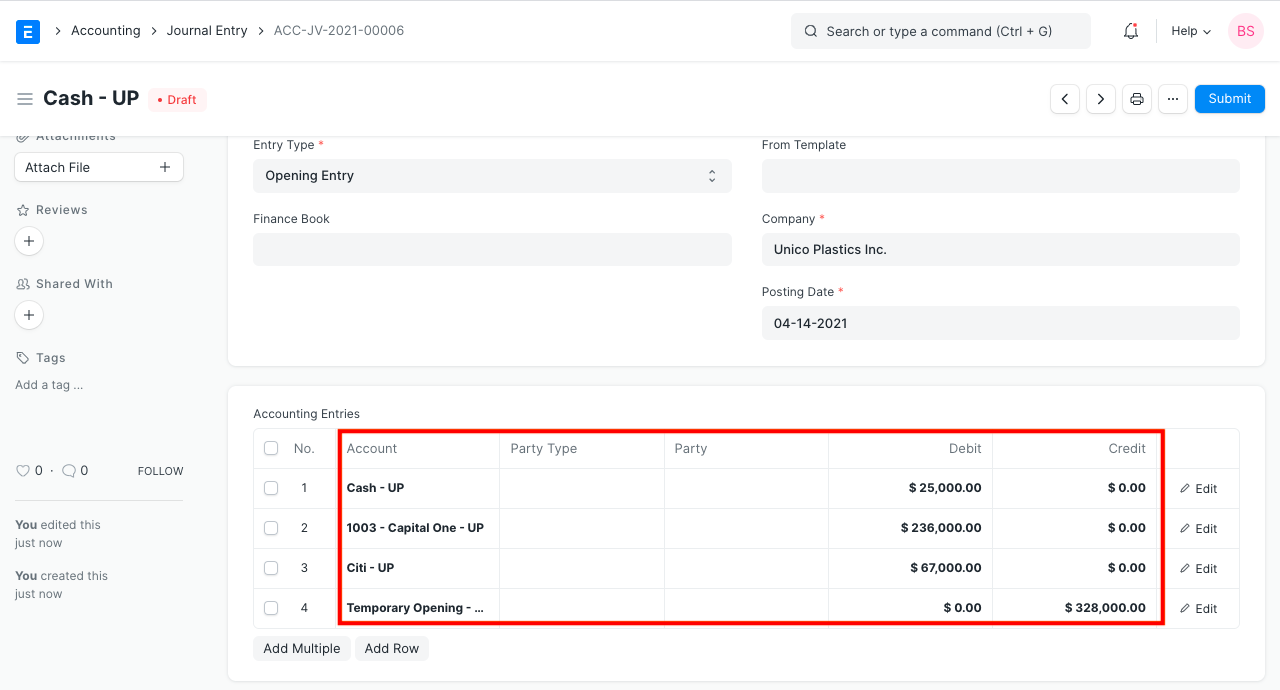 E > Accounting > Journal Entry > ACC-JV-2021-00006 Search or type a command (Ctrl + G) Help BS
Cash - UP • Draft ... Submit
Attachments
Attach File +
Reviews
+
Shared With
+
Tags
Add a tag ...
0 · 0 FOLLOW
You edited this
just now
You created this
just now
Entry Type * From Template
Opening Entry
Finance Book Company *
Unico Plastics Inc.
Posting Date *
04-14-2021
Accounting Entries
No. Account Party Type Party Debit Credit
1 Cash - UP $ 25,000.00 $ 0.00 Edit
2 1003 - Capital One - UP $ 236,000.00 $ 0.00 Edit
3 Citi - UP $ 67,000.00 $ 0.00 Edit
4 Temporary Opening - ... $ 0.00 $ 328,000.00 Edit
Add Multiple Add Row